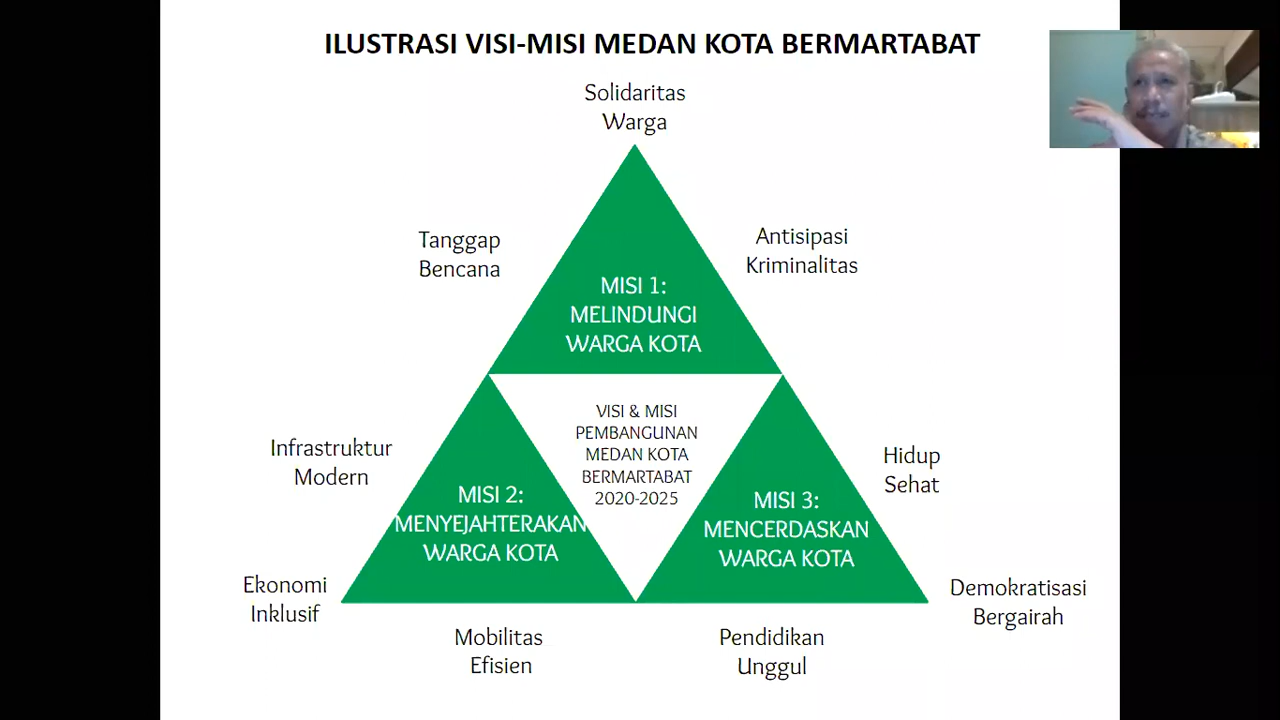 ILUSTRASI VISI-MISI MEDAN KOTA BERMARTABAT
Solidaritas
Warga
Tanggap
Bencana
Antisipasi
Kriminalitas
MISI 1:
MELINDUNGI
WARGA KOTA
VISI & MISI
PEMBANGUNAN
MEDAN KOTA
BERMARTABAT
2020-2025
Infrastruktur
Modern
MISI 2:
MENYEJAHTERAKAN
WARGA KOTA
MISI 3:
MENCERDASKAN
WARGA KOTA
Hidup
Sehat
Ekonomi
Inklusif
Demokratisasi
Bergairah
Mobilitas
Efisien
Pendidikan
Unggul